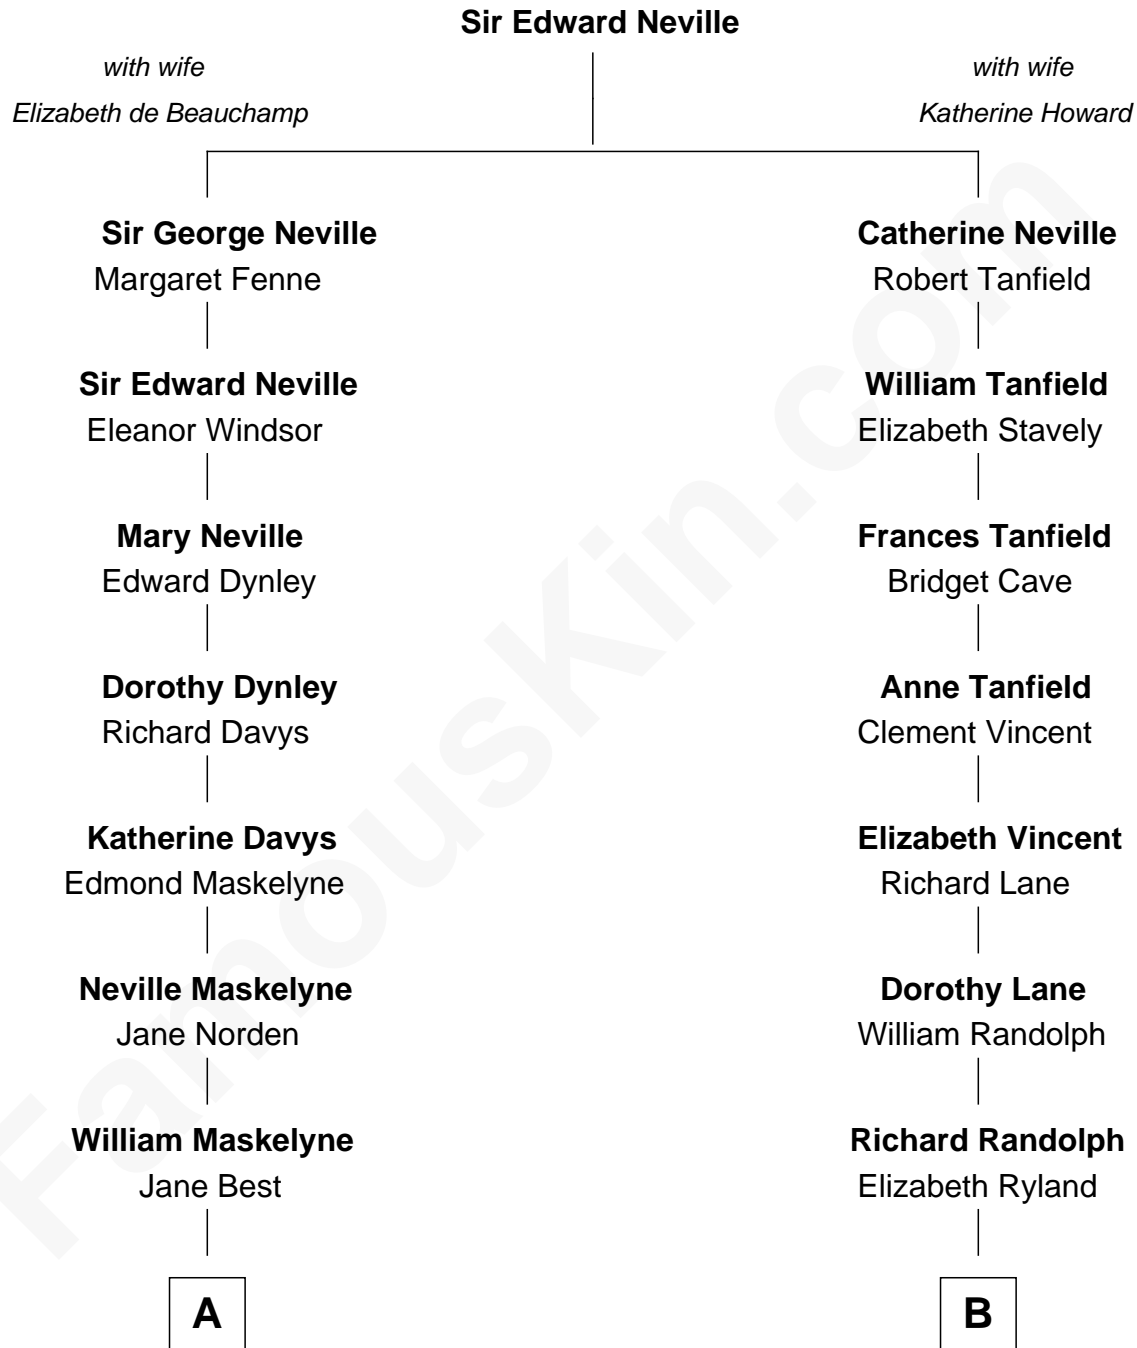 Sir Edward Neville
with wife
Elizabeth de Beauchamp
with wife
Katherine Howard
Sir George Neville
Margaret Fenne
Catherine Neville
Robert Tanfield
Sir Edward Neville
Eleanor Windsor
William Tanfield
Elizabeth Stavely
Mary Neville
Edward Dynley
Frances Tanfield
Bridget Cave
Dorothy Dynley
Richard Davys
Anne Tanfield
Clement Vincent
Katherine Davys
Edmond Maskelyne
Elizabeth Vincent
Richard Lane
Neville Maskelyne
Jane Norden
Dorothy Lane
William Randolph
William Maskelyne
Jane Best
Richard Randolph
Elizabeth Ryland
A
B
FamousKin.com